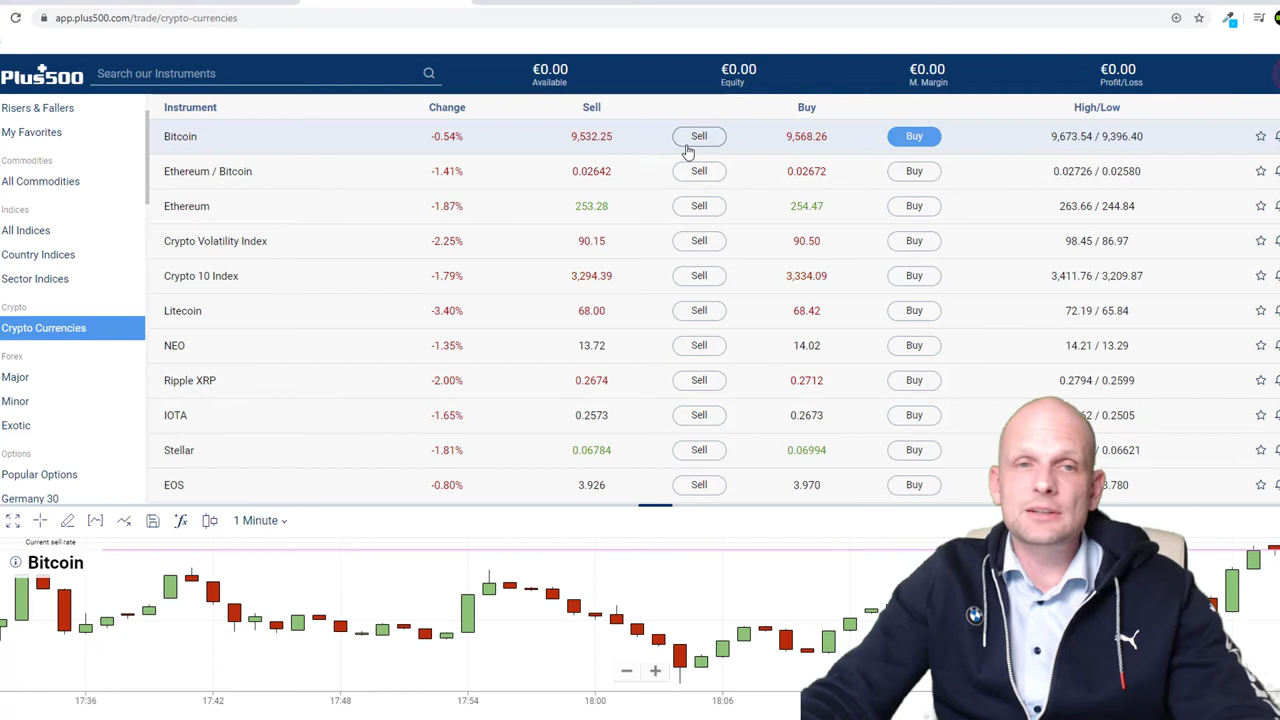 app.plus500.com/trade/crypto-currencies
Plus500 Search our Instruments €0.00 €0.00 €0.00 €0.00
Available Equity M. Margin Profit/Loss
Risers & Fallers
My Favorites
Commodities
All Commodities
Indices
All Indices
Country Indices
Sector Indices
Crypto
Crypto Currencies
Forex
Major
Minor
Exotic
Options
Popular Options
Germany 30
Instrument Change Sell Buy High/Low
Bitcoin -0.54% 9,532.25 Sell 9,568.26 Buy 9,673.54 / 9,396.40
Ethereum / Bitcoin -1.41% 0.02642 Sell 0.02672 Buy 0.02726 / 0.02580
Ethereum -1.87% 253.28 Sell 254.47 Buy 263.66 / 244.84
Crypto Volatility Index -2.25% 90.15 Sell 90.50 Buy 98.45 / 86.97
Crypto 10 Index -1.79% 3,294.39 Sell 3,334.09 Buy 3,411.76 / 3,209.87
Litecoin -3.40% 68.00 Sell 68.42 Buy 72.19 / 65.84
NEO -1.35% 13.72 Sell 14.02 Buy 14.21 / 13.29
Ripple XRP -2.00% 0.2674 Sell 0.2712 Buy 0.2794 / 0.2599
IOTA -1.65% 0.2573 Sell 0.2673 Buy / 0.2505
Stellar -1.81% 0.06784 Sell 0.06994 Buy / 0.06621
EOS -0.80% 3.926 Sell 3.970 Buy
1 Minute
Current sell rate
Bitcoin
17:36 17:42 17:48 17:54 18:00 18:06